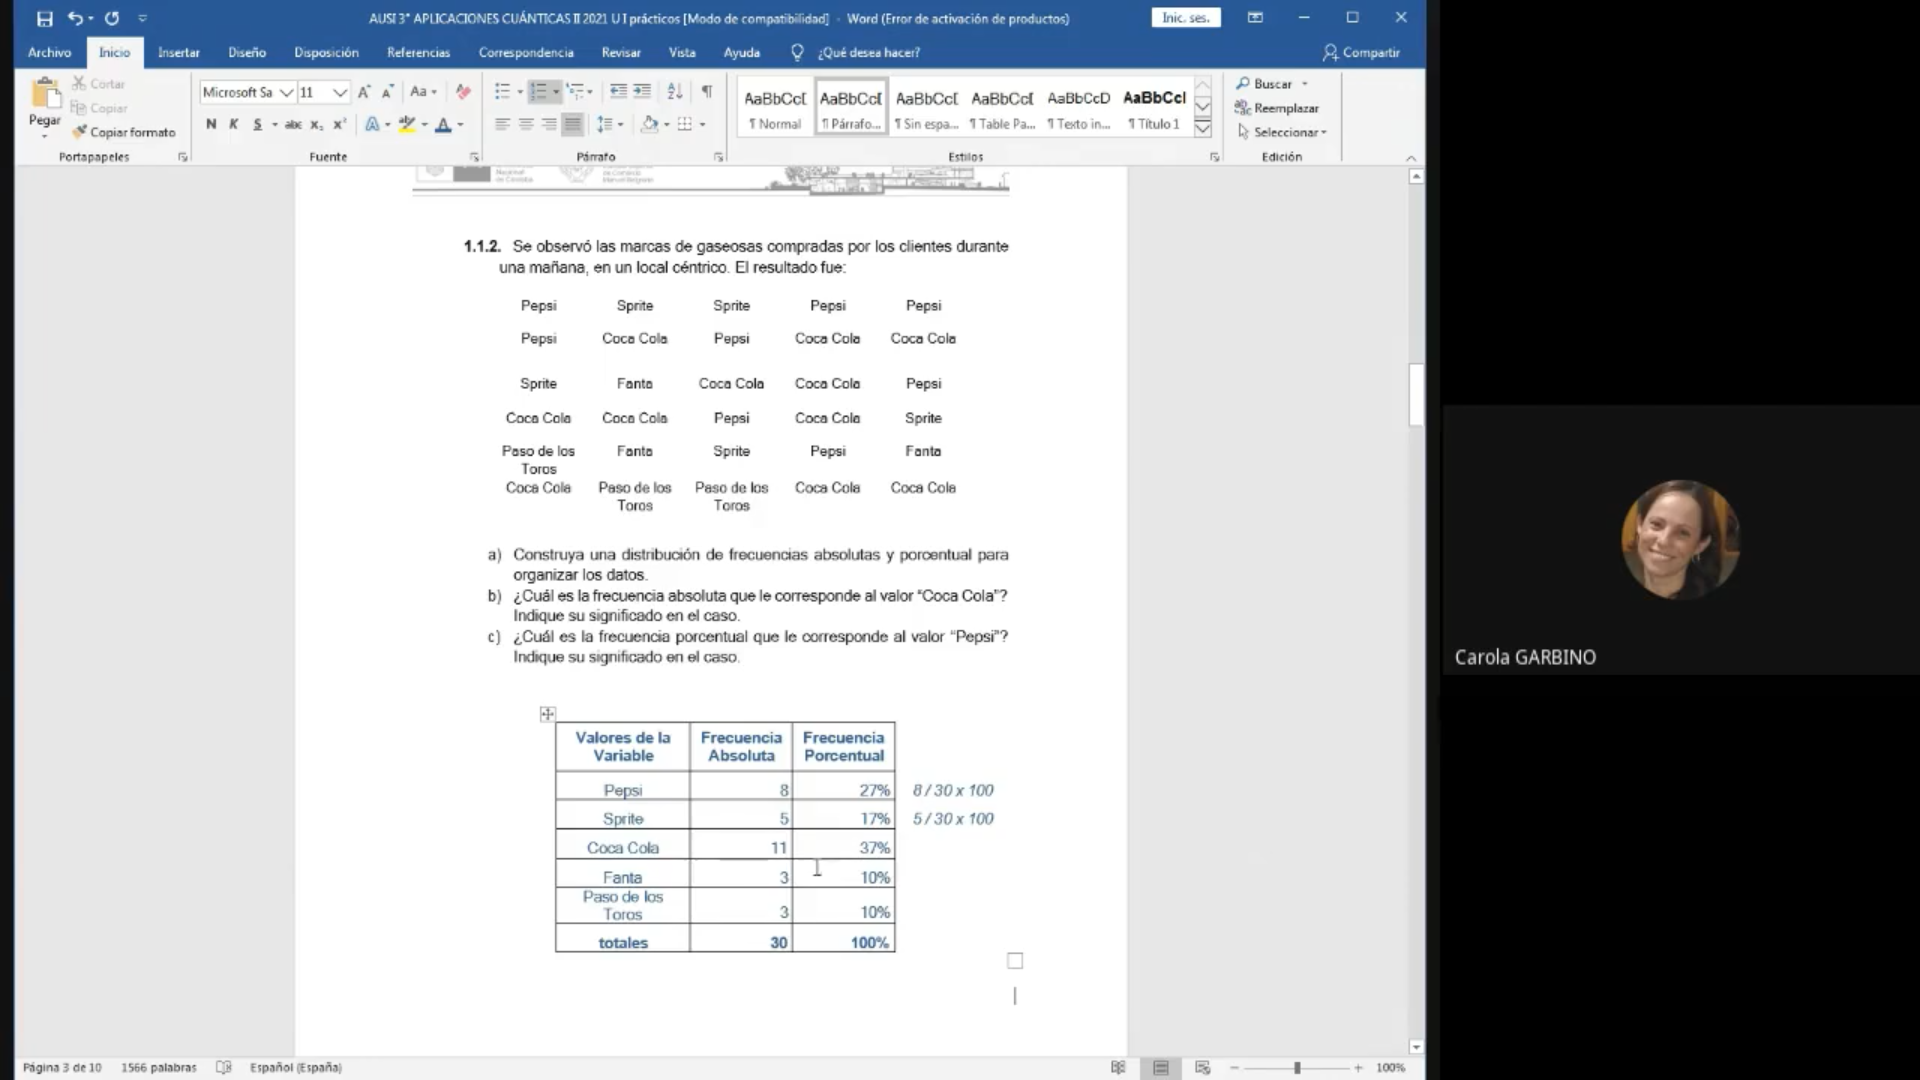 AUSI 3° APLICACIONES CUÁNTICAS II 2021 U I prácticos [Modo de compatibilidad] - Word (Error de activación de productos)
Inic. ses.
Archivo Inicio Insertar Diseño Disposición Referencias Correspondencia Revisar Vista Ayuda ¿Qué desea hacer? Compartir
Pegar
Cortar
Copiar
Copiar formato
Portapapeles
Microsoft Sa 11
Aa
N K S abc x₂ x²
Fuente
Párrafo
AaBbCcI AaBbCcI AaBbCcI AaBbCcI AaBbCcD AaBbCcI
¶ Normal ¶ Párrafo... ¶ Sin espa... ¶ Table Pa... ¶ Texto in... ¶ Título 1
Estilos
Buscar
Reemplazar
Seleccionar
Edición
1.1.2. Se observó las marcas de gaseosas compradas por los clientes durante
una mañana, en un local céntrico. El resultado fue:
Pepsi Sprite Sprite Pepsi Pepsi
Pepsi Coca Cola Pepsi Coca Cola Coca Cola
Sprite Fanta Coca Cola Coca Cola Pepsi
Coca Cola Coca Cola Pepsi Coca Cola Sprite
Paso de los Fanta Sprite Pepsi Fanta
Toros
Coca Cola Paso de los Paso de los Coca Cola Coca Cola
Toros Toros
a) Construya una distribución de frecuencias absolutas y porcentual para
organizar los datos.
b) ¿Cuál es la frecuencia absoluta que le corresponde al valor “Coca Cola”?
Indique su significado en el caso.
c) ¿Cuál es la frecuencia porcentual que le corresponde al valor “Pepsi”?
Indique su significado en el caso.
Valores de la Frecuencia Frecuencia
Variable Absoluta Porcentual
Pepsi 8 27% 8 / 30 x 100
Sprite 5 17% 5 / 30 x 100
Coca Cola 11 37%
Fanta 3 10%
Paso de los
Toros 3 10%
totales 30 100%
Página 3 de 10 1566 palabras Español (España) 100%
Carola GARBINO